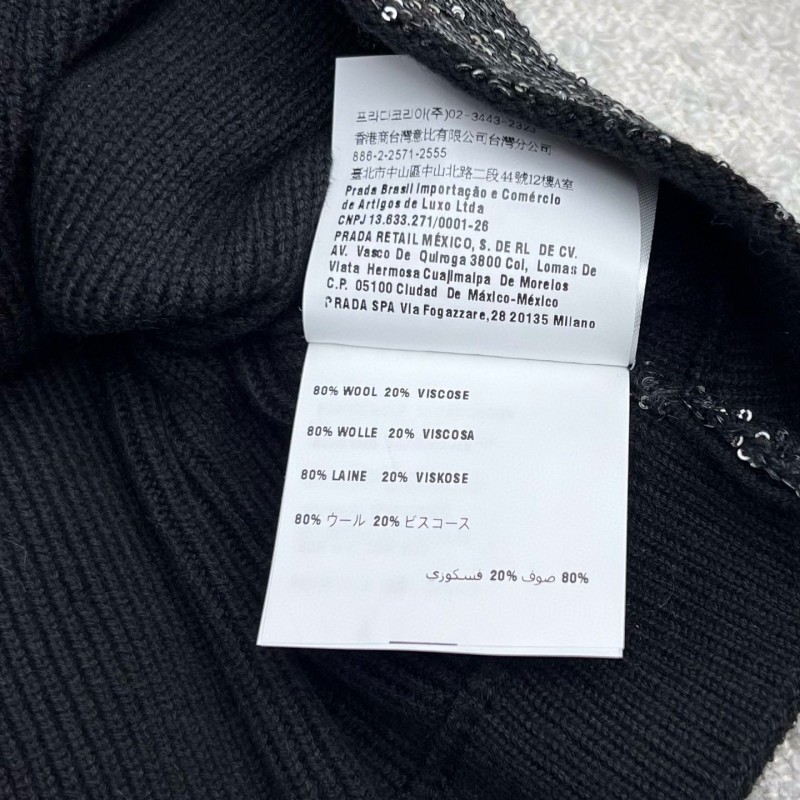 프라다코리아(주)02-3443-2323
香港商台灣意比有限公司台灣分公司
886-2-2571-2555
臺北市中山區中山北路二段44號12樓A室
Prada Brasil Importação e Comércio
de Artigos de Luxo Ltda
CNPJ 13.633.271/0001-26
PRADA RETAIL MÉXICO, S. DE RL DE CV.
AV. Vasco De Quiroga 3800 Col, Lomas De
Vista Hermosa Cuajimalpa De Morelos
C.P. 05100 Ciudad De Máxico-México
PRADA SPA Via Fogazzare,28 20135 Milano
80% WOOL 20% VISCOSE
80% WOLLE 20% VISCOSA
80% LAINE 20% VISKOSE
80% ウール 20% ビスコース
80% صوف 20% فسكوزي